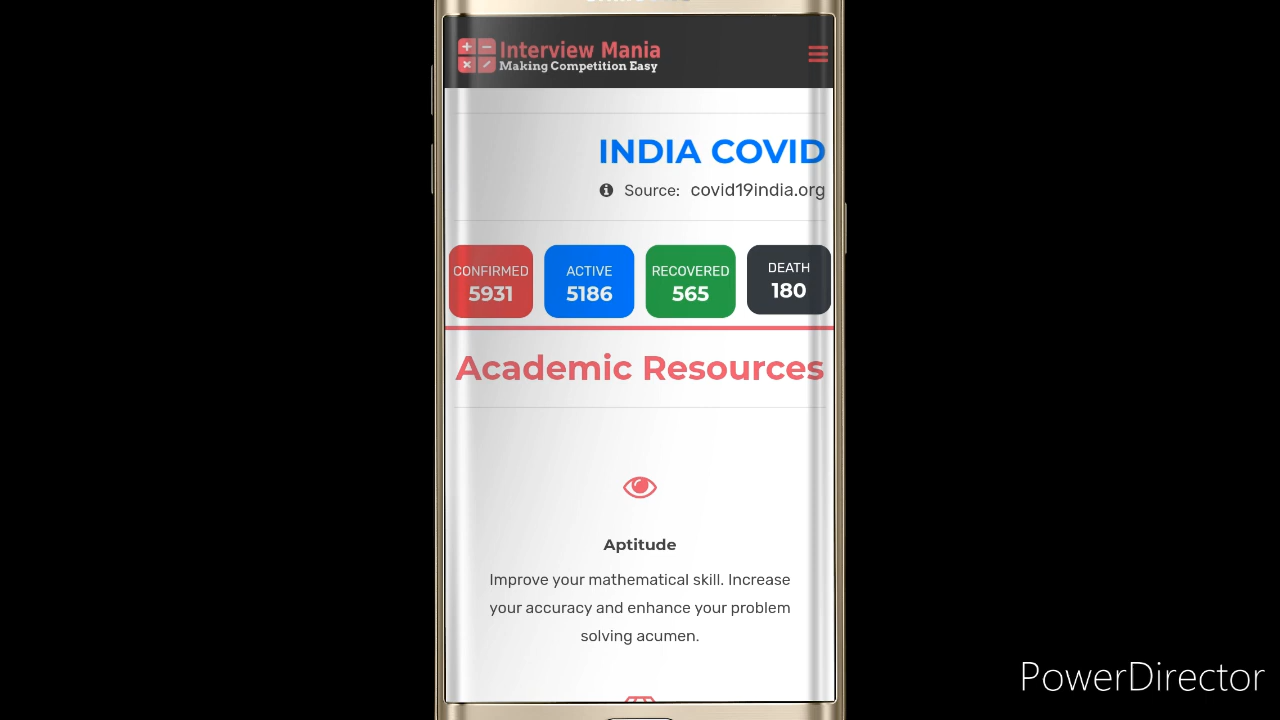 Interview Mania
Making Competition Easy
INDIA COVID
Source: covid19india.org
CONFIRMED
5931
ACTIVE
5186
RECOVERED
565
DEATH
180
Academic Resources
Aptitude
Improve your mathematical skill. Increase
your accuracy and enhance your problem
solving acumen.
PowerDirector